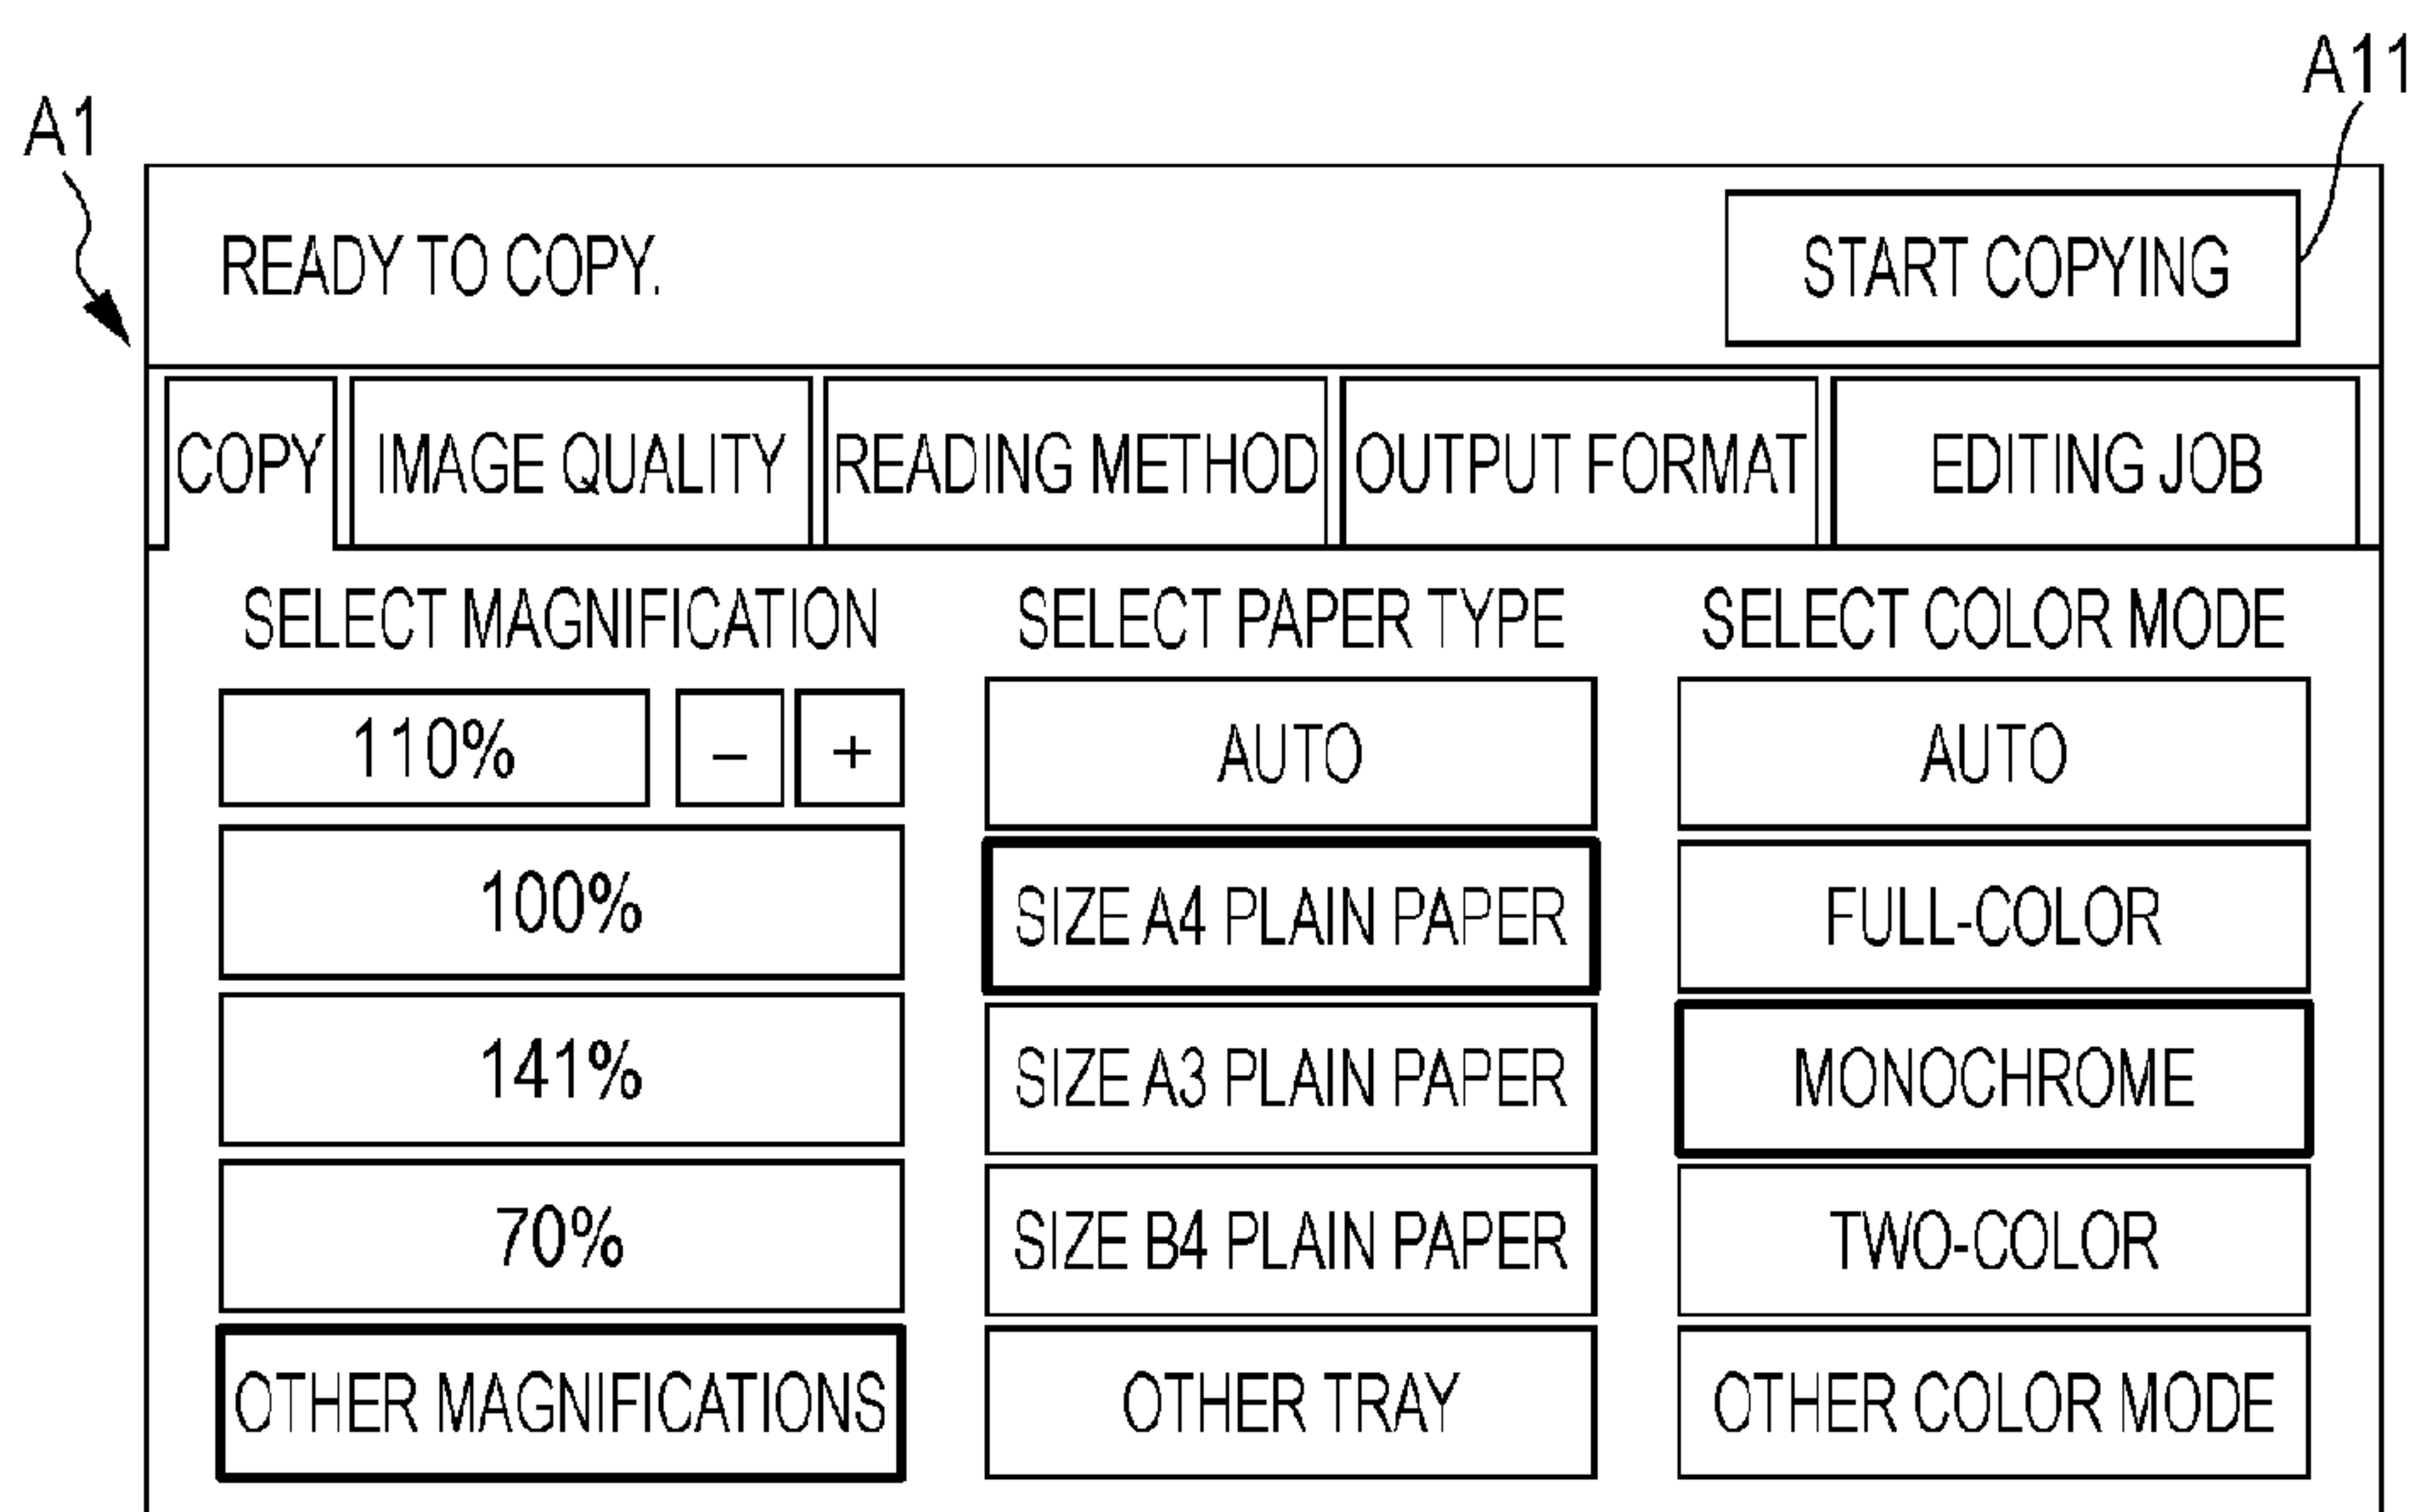 A11
A1
READY TO COPY.
START COPYING
COPY
IMAGE QUALITY
READING METHOD
OUTPUT FORMAT
EDITING JOB
SELECT MAGNIFICATION
110%
–
+
100%
141%
70%
OTHER MAGNIFICATIONS
SELECT PAPER TYPE
AUTO
SIZE A4 PLAIN PAPER
SIZE A3 PLAIN PAPER
SIZE B4 PLAIN PAPER
OTHER TRAY
SELECT COLOR MODE
AUTO
FULL-COLOR
MONOCHROME
TWO-COLOR
OTHER COLOR MODE